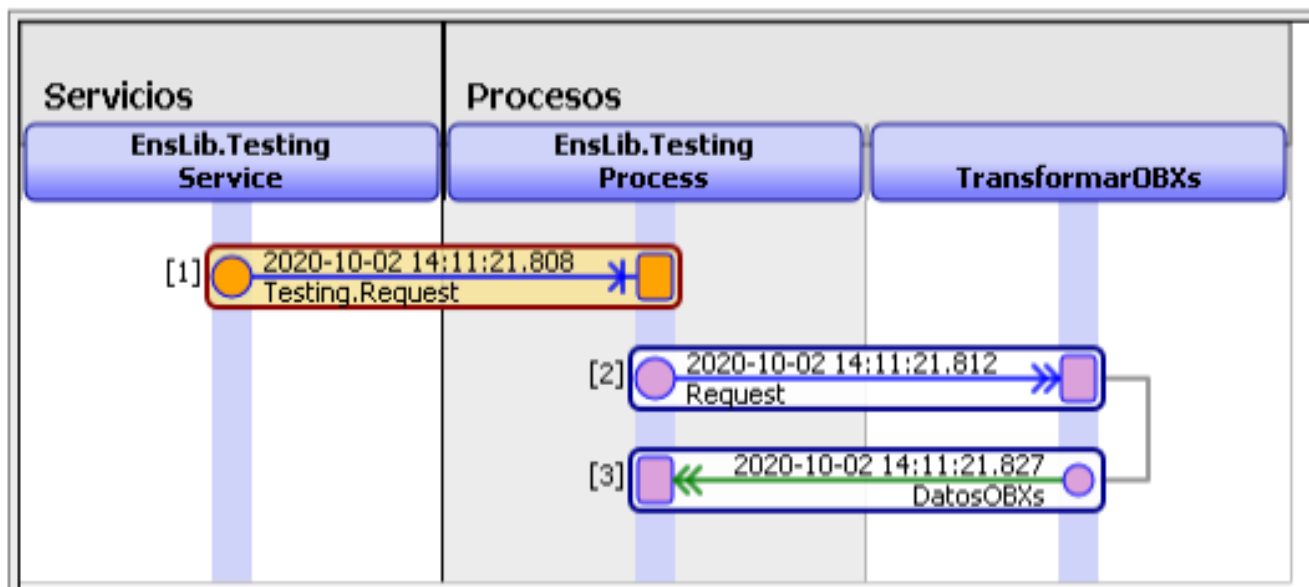 Servicios
Procesos
EnsLib.Testing
Service
EnsLib.Testing
Process
TransformarOBXs
[1]
2020-10-02 14:11:21.808
Testing.Request
[2]
2020-10-02 14:11:21.812
Request
[3]
2020-10-02 14:11:21.827
DatosOBXs